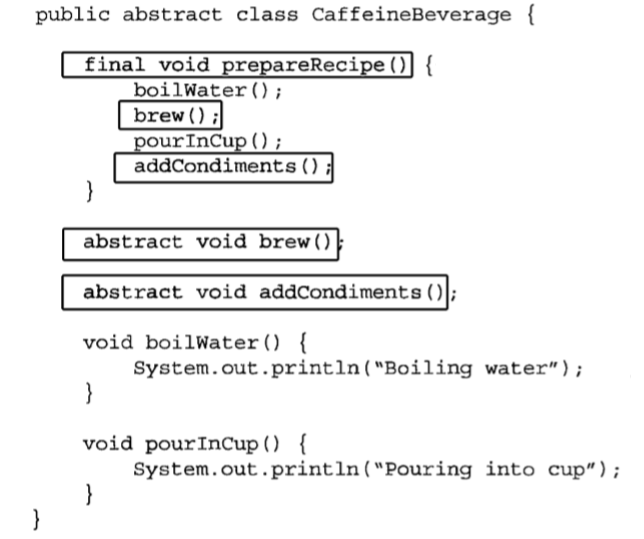 public abstract class CaffeineBeverage {
final void prepareRecipe() {
boilWater();
brew();
pourInCup();
addCondiments();
}
abstract void brew();
abstract void addCondiments();
void boilWater() {
System.out.println("Boiling water");
}
void pourInCup() {
System.out.println("Pouring into cup");
}
}